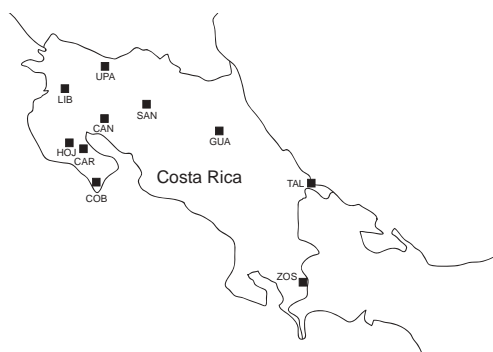 UPA
LIB
SAN
CAN
GUA
HOJ
CAR
Costa Rica
TAL
COB
ZOS